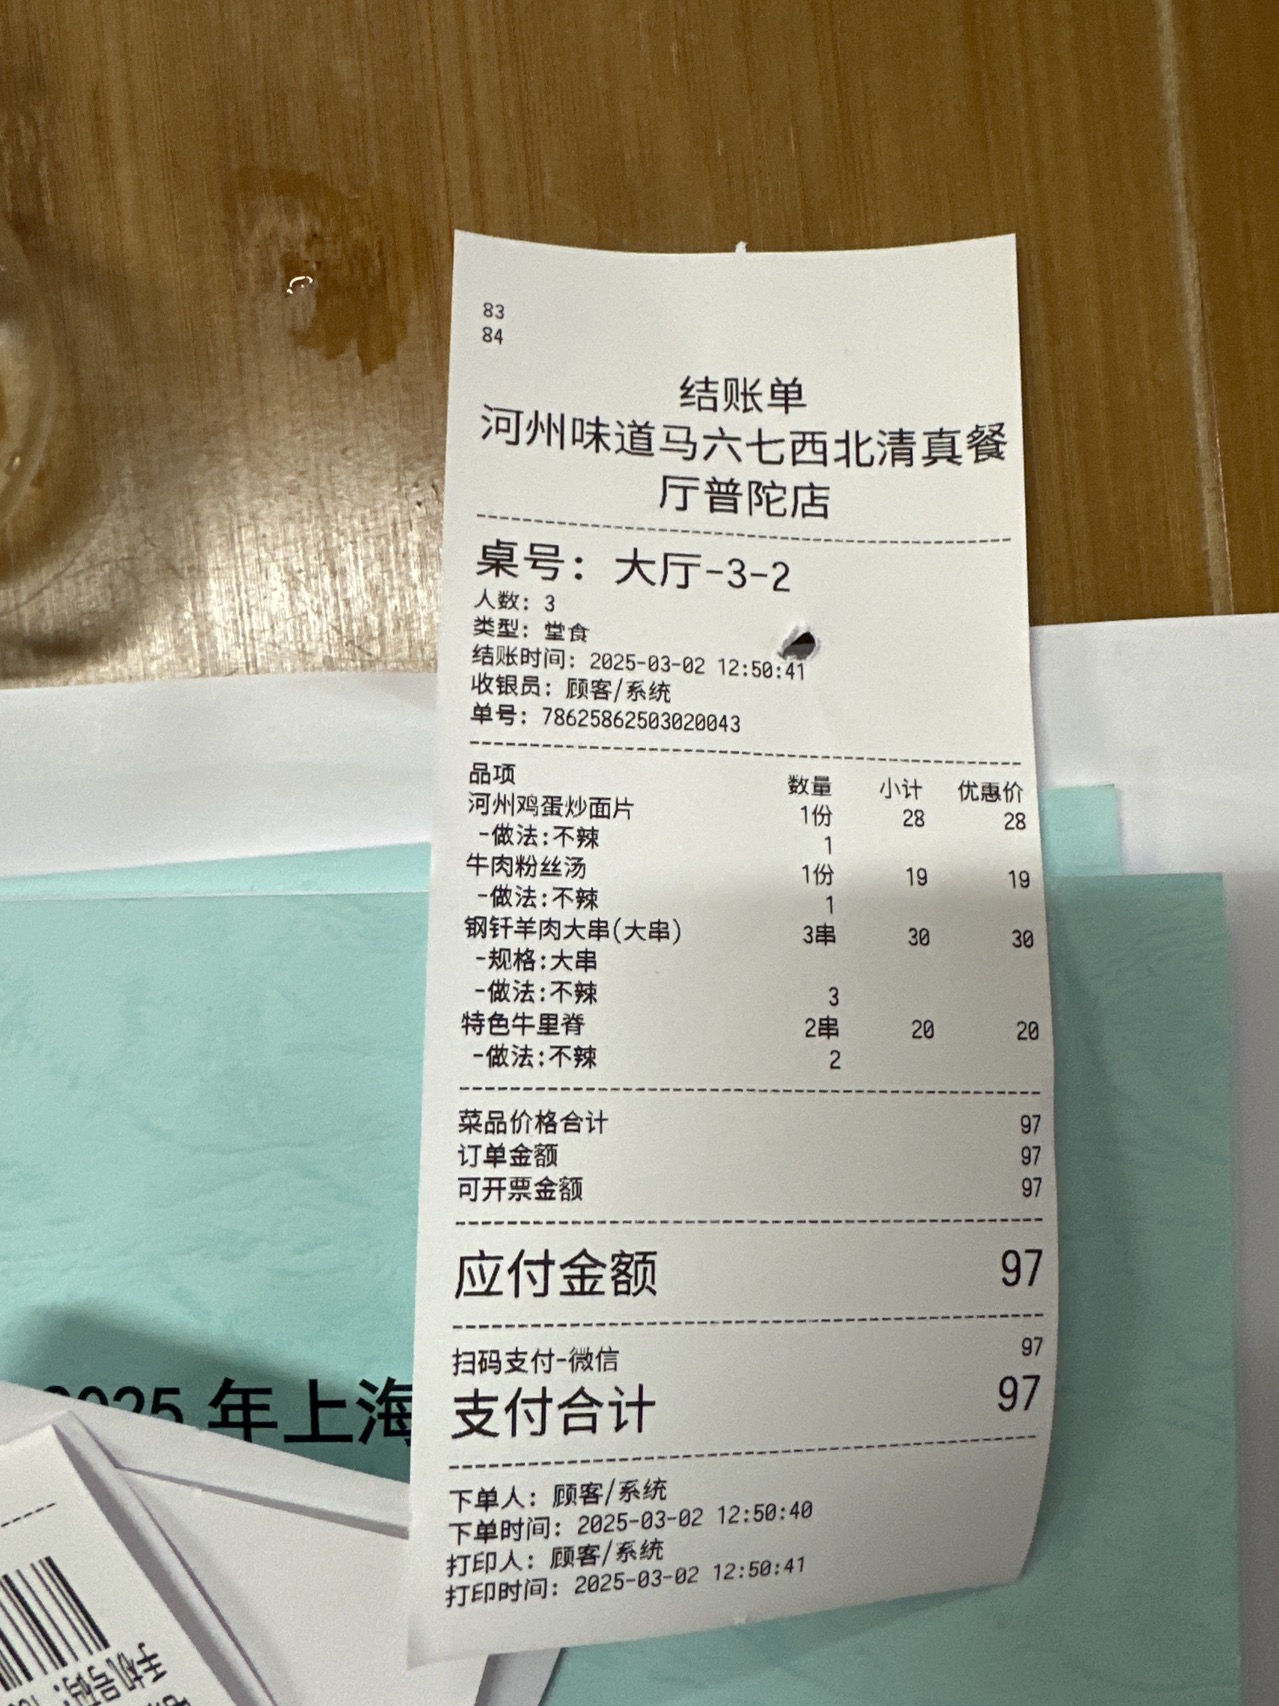 83
84
结账单
河州味道马六七西北清真餐
厅普陀店
桌号：大厅-3-2
人数：3
类型：堂食
结账时间：2025-03-02 12:50:41
收银员：顾客/系统
单号：78625862503020043
品项 数量 小计 优惠价
河州鸡蛋炒面片 1份 28 28
-做法:不辣 1
牛肉粉丝汤 1份 19 19
-做法:不辣 1
钢钎羊肉大串(大串) 3串 30 30
-规格:大串
-做法:不辣 3
特色牛里脊 2串 20 20
-做法:不辣 2
菜品价格合计 97
订单金额 97
可开票金额 97
应付金额 97
扫码支付-微信 97
支付合计 97
下单人：顾客/系统
下单时间：2025-03-02 12:50:40
打印人：顾客/系统
打印时间：2025-03-02 12:50:41
2025 年上海
手机号码：